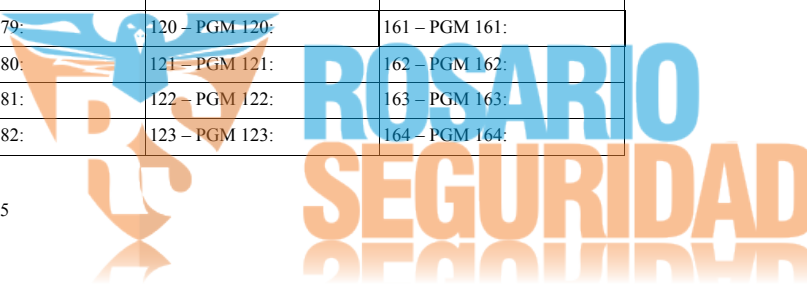 79: 120 – PGM 120: 161 – PGM 161:
80: 121 – PGM 121: 162 – PGM 162:
81: 122 – PGM 122: 163 – PGM 163:
82: 123 – PGM 123: 164 – PGM 164:
5
RS
ROSARIO
SEGURIDAD